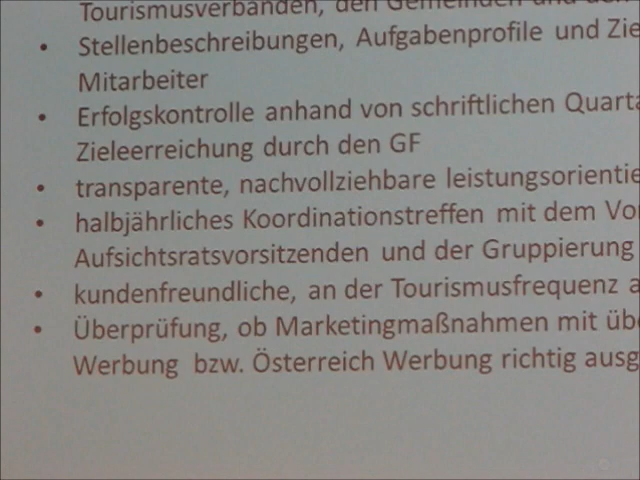 Tourismusverbänden, den Gemeinden und den
• Stellenbeschreibungen, Aufgabenprofile und Zie
Mitarbeiter
• Erfolgskontrolle anhand von schriftlichen Quarta
Zieleerreichung durch den GF
• transparente, nachvollziehbare leistungsorientie
• halbjährliches Koordinationstreffen mit dem Vor
Aufsichtsratsvorsitzenden und der Gruppierung
• kundenfreundliche, an der Tourismusfrequenz a
• Überprüfung, ob Marketingmaßnahmen mit übe
Werbung bzw. Österreich Werbung richtig ausg